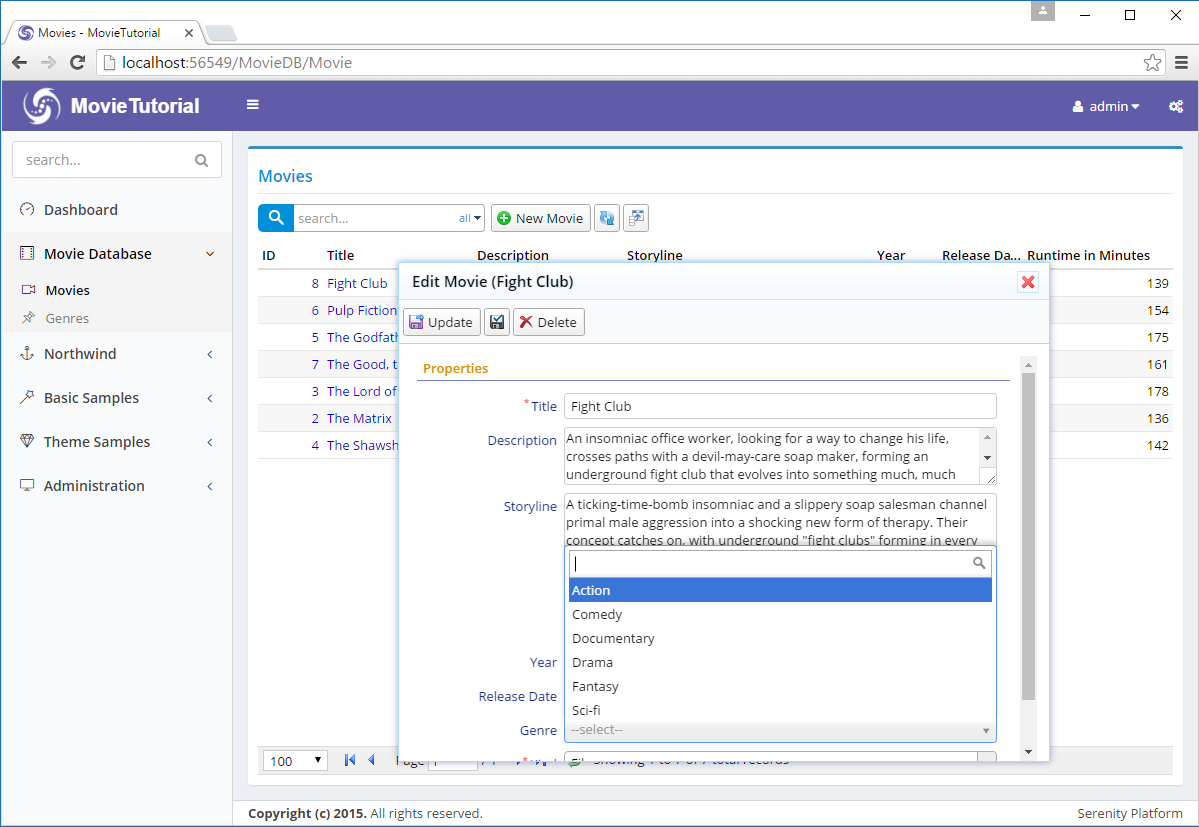 Movies - MovieTutorial
localhost:56549/MovieDB/Movie
MovieTutorial
admin
search...
Dashboard
Movie Database
Movies
Genres
Northwind
Basic Samples
Theme Samples
Administration
Movies
search... all New Movie
ID Title Description Storyline Year Release Da... Runtime in Minutes
8 Fight Club 139
6 Pulp Fiction 154
5 The Godfath 175
7 The Good, t 161
3 The Lord of 178
2 The Matrix 136
4 The Shawsh 142
Edit Movie (Fight Club)
Update Delete
Properties
*Title Fight Club
Description An insomniac office worker, looking for a way to change his life,
crosses paths with a devil-may-care soap maker, forming an
underground fight club that evolves into something much, much
Storyline A ticking-time-bomb insomniac and a slippery soap salesman channel
primal male aggression into a shocking new form of therapy. Their
concept catches on, with underground "fight clubs" forming in every
Action
Comedy
Documentary
Drama
Year
Fantasy
Release Date
Sci-fi
Genre --select--
100 Page Showing 1 to 7 of 7 total records
Copyright (c) 2015. All rights reserved. Serenity Platform